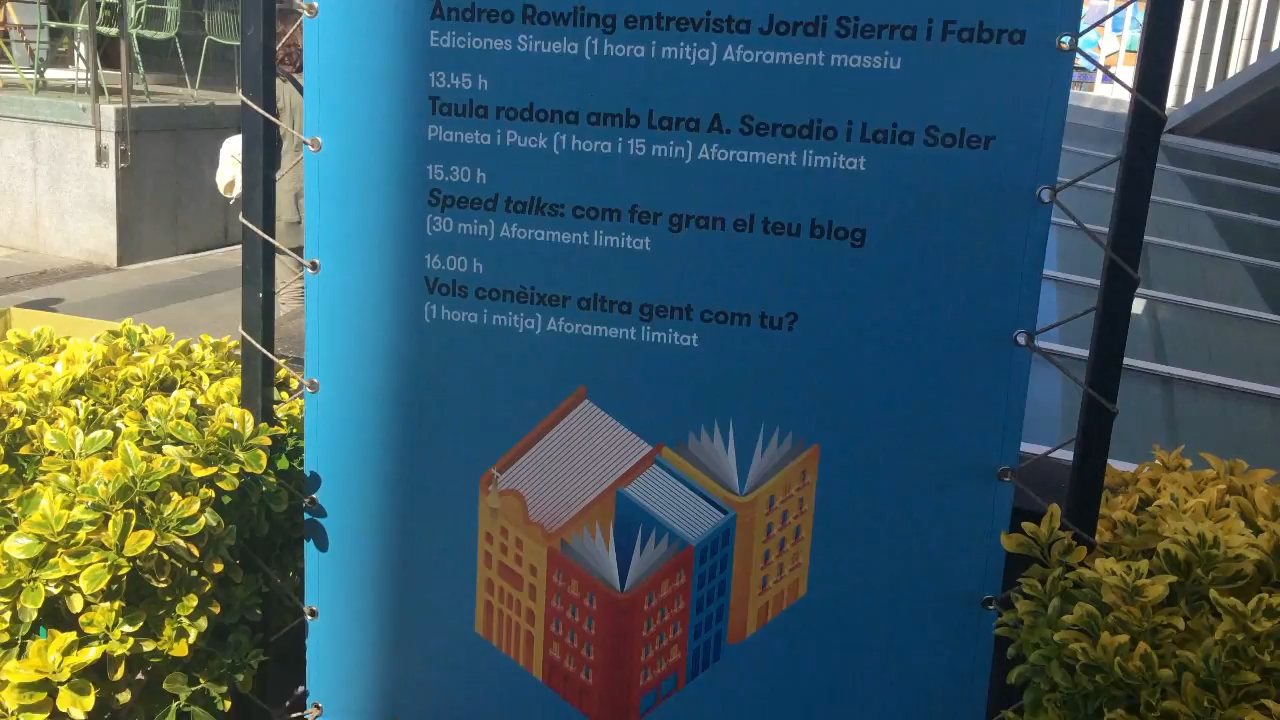 Andreo Rowling entrevista Jordi Sierra i Fabra
Ediciones Siruela (1 hora i mitja) Aforament massiu
13.45 h
Taula rodona amb Lara A. Serodio i Laia Soler
Planeta i Puck (1 hora i 15 min) Aforament limitat
15.30 h
Speed talks: com fer gran el teu blog
(30 min) Aforament limitat
16.00 h
Vols conèixer altra gent com tu?
(1 hora i mitja) Aforament limitat